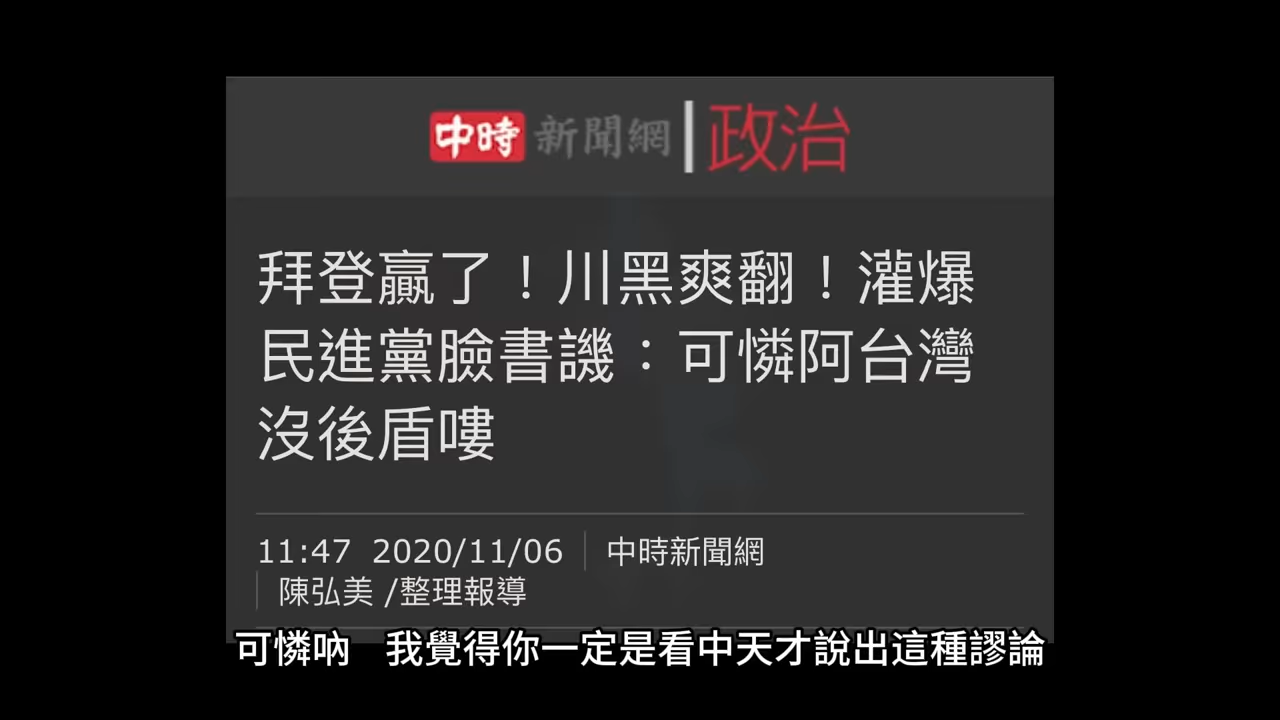 中時 新聞網|政治
拜登贏了！川黑爽翻！灌爆
民進黨臉書譏：可憐阿台灣
沒後盾嘍
11:47 2020/11/06 中時新聞網
陳弘美 /整理報導
可憐吶 我覺得你一定是看中天才說出這種謬論